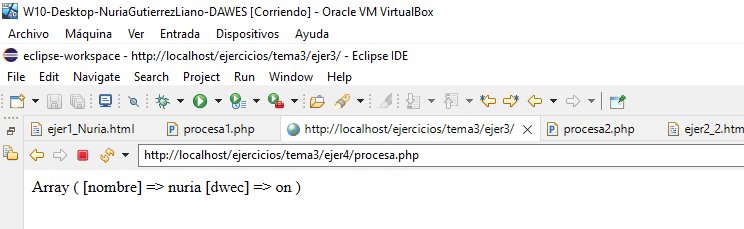 W10-Desktop-NuriaGutierrezLiano-DAWES [Corriendo] - Oracle VM VirtualBox
Archivo Máquina Ver Entrada Dispositivos Ayuda
eclipse-workspace - http://localhost/ejercicios/tema3/ejer3/ - Eclipse IDE
File Edit Navigate Search Project Run Window Help
ejer1_Nuria.html procesa1.php http://localhost/ejercicios/tema3/ejer3/ procesa2.php ejer2_2.htm
http://localhost/ejercicios/tema3/ejer4/procesa.php
Array ( [nombre] => nuria [dwec] => on )